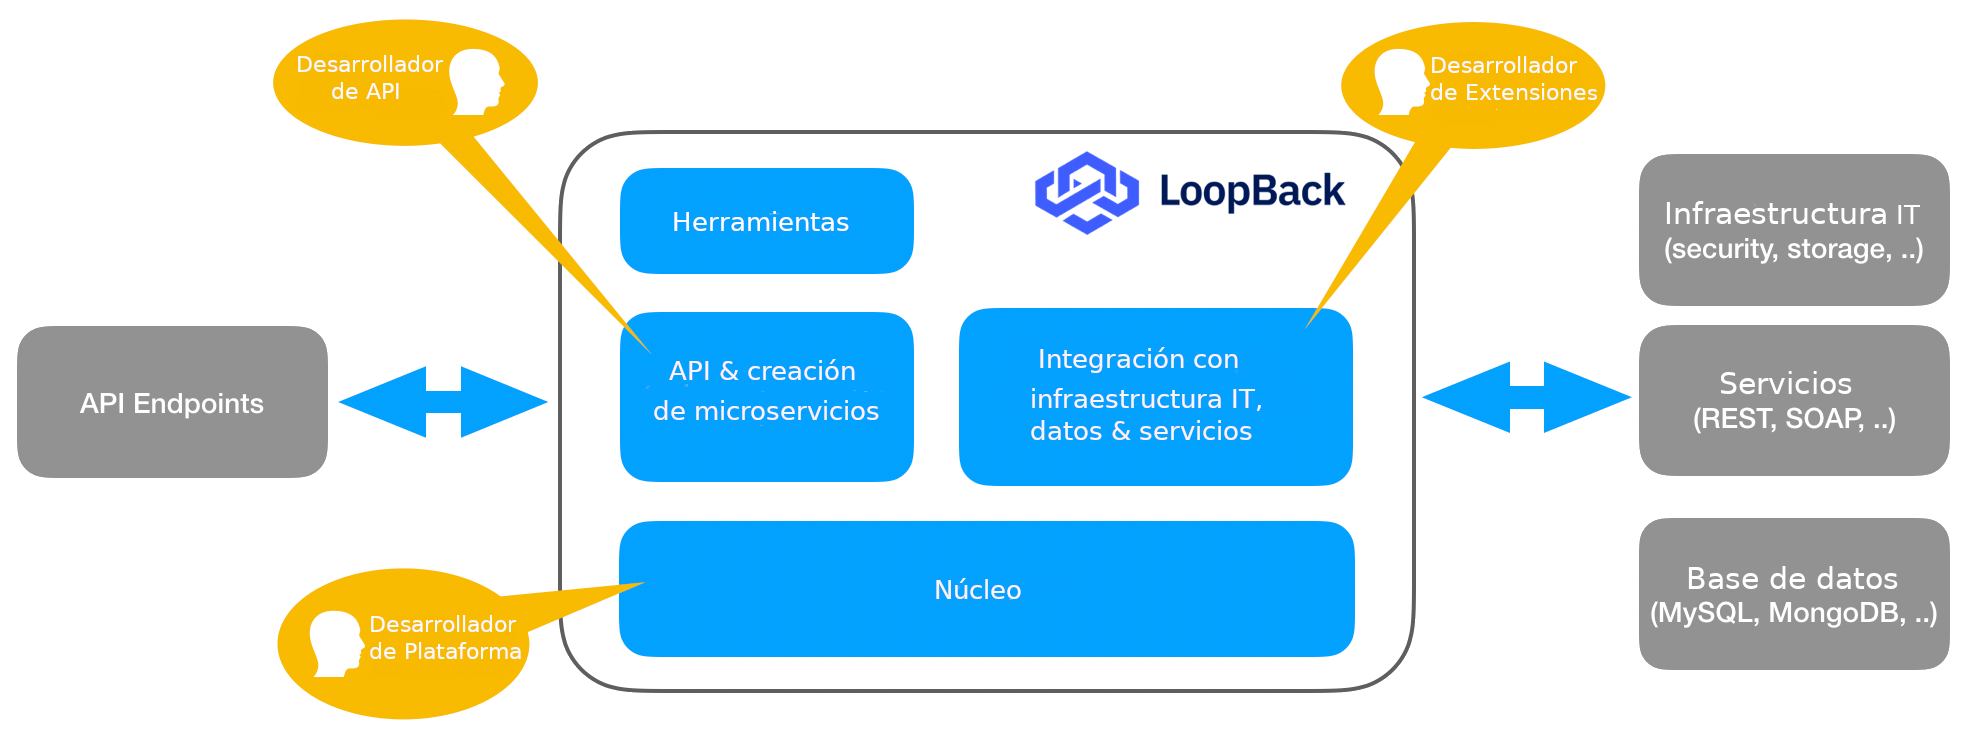 Desarrollador
de API
Desarrollador
de Extensiones
LoopBack
Herramientas
API & creación
de microservicios
Integración con
infraestructura IT,
datos & servicios
Núcleo
API Endpoints
Infraestructura IT
(security, storage, ..)
Servicios
(REST, SOAP, ..)
Base de datos
(MySQL, MongoDB, ..)
Desarrollador
de Plataforma